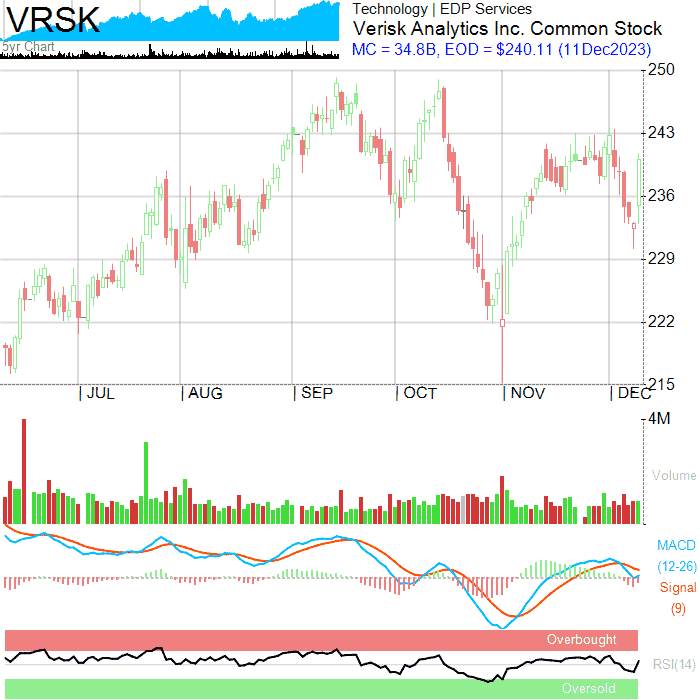 VRSK
5yr Chart
Technology | EDP Services
Verisk Analytics Inc. Common Stock
MC = 34.8B, EOD = $240.11 (11Dec2023)
250
243
236
229
222
215
|JUL |AUG |SEP |OCT |NOV |DEC
4M
Volume
MACD
(12-26)
Signal
(9)
Overbought
RSI(14)
Oversold